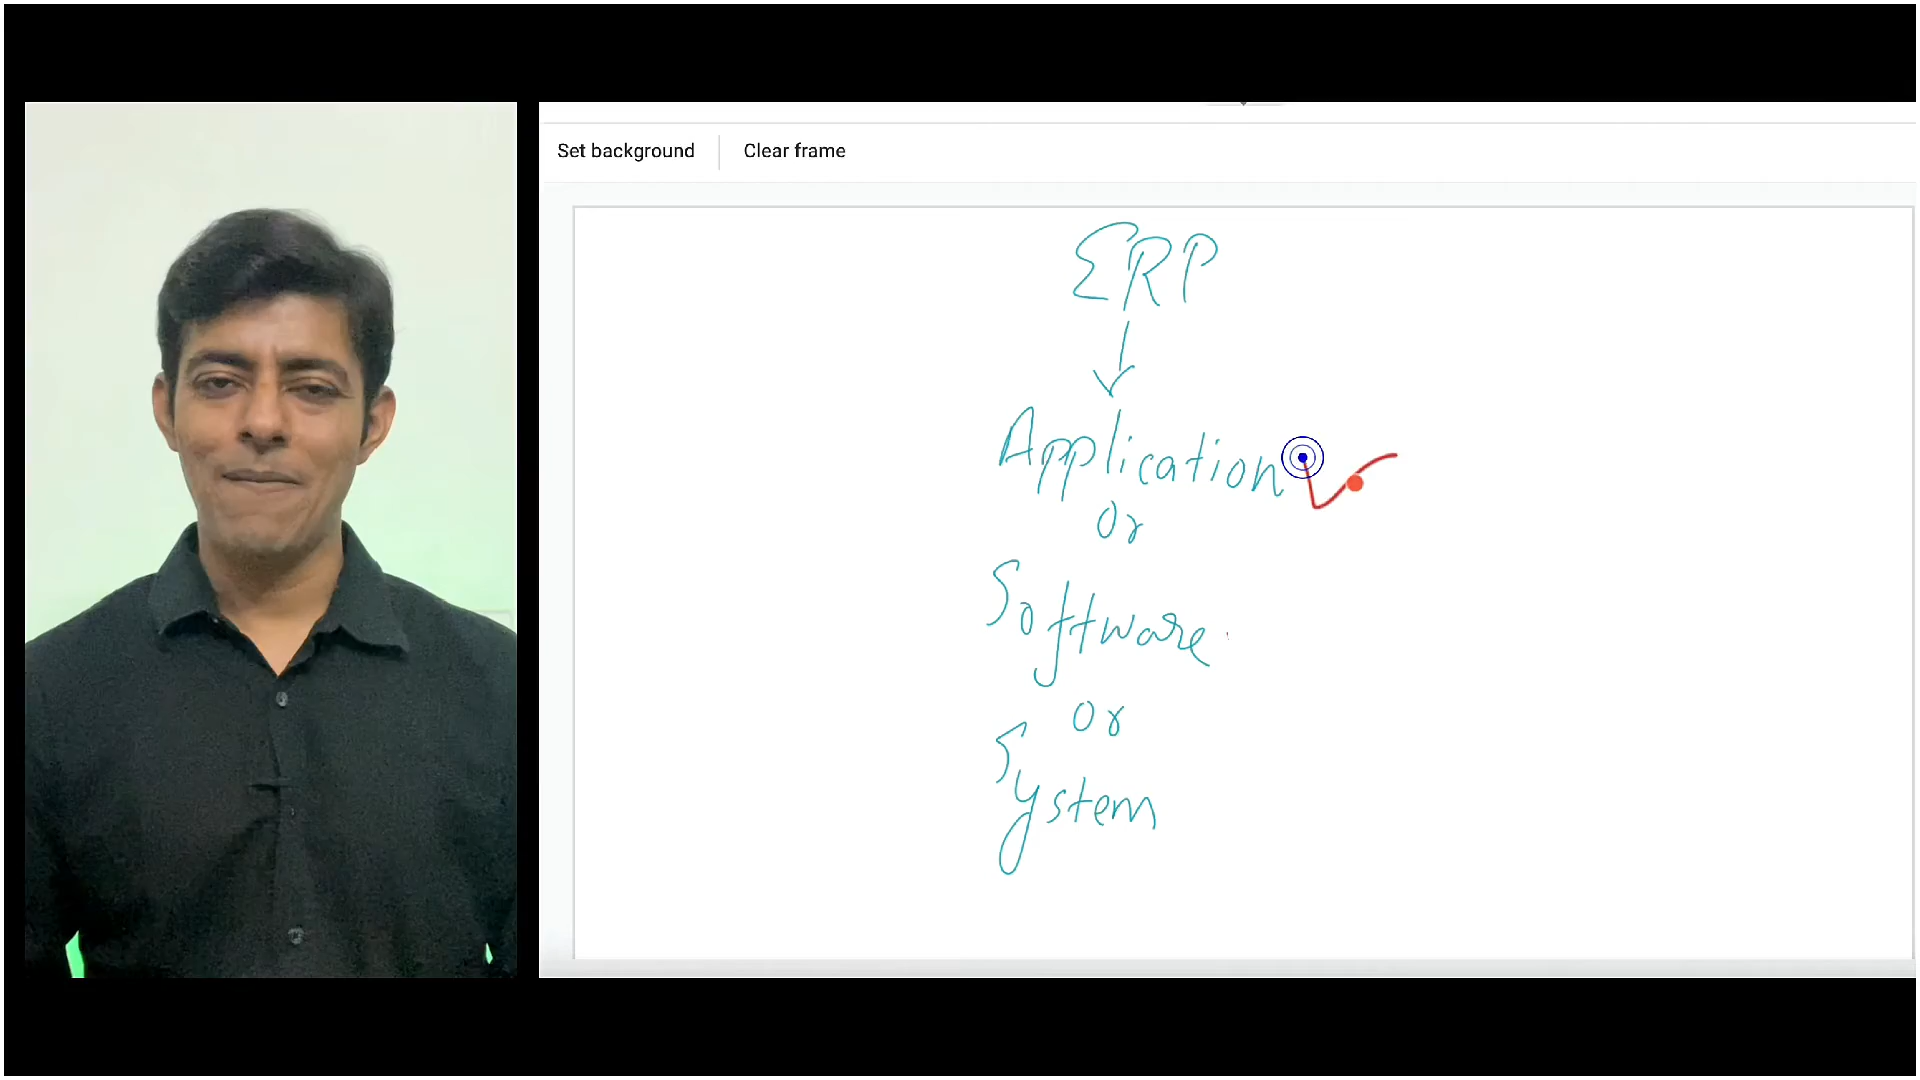 Set background
Clear frame
ERP
Application
Or
Software
Or
System